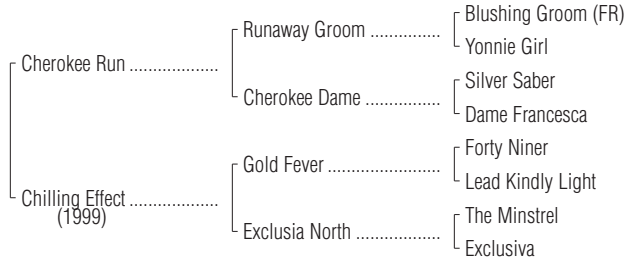 Blushing Groom (FR)
Runaway Groom ...............
Yonnie Girl
Cherokee Run ...................
Silver Saber
Cherokee Dame ................
Dame Francesca
Forty Niner
Gold Fever ........................
Lead Kindly Light
Chilling Effect ...................
(1999)
The Minstrel
Exclusia North ..................
Exclusiva